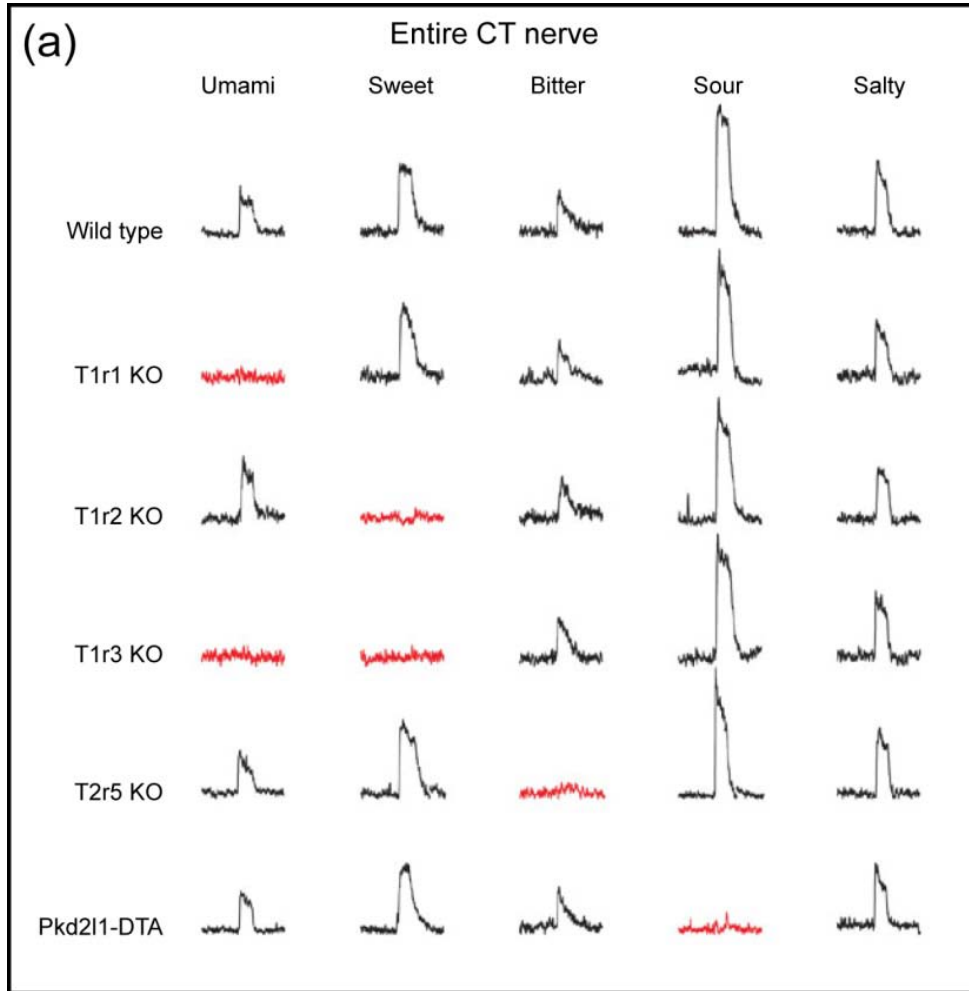 (a)
Entire CT nerve
Umami Sweet Bitter Sour Salty
Wild type
T1r1 KO
T1r2 KO
T1r3 KO
T2r5 KO
Pkd2l1-DTA